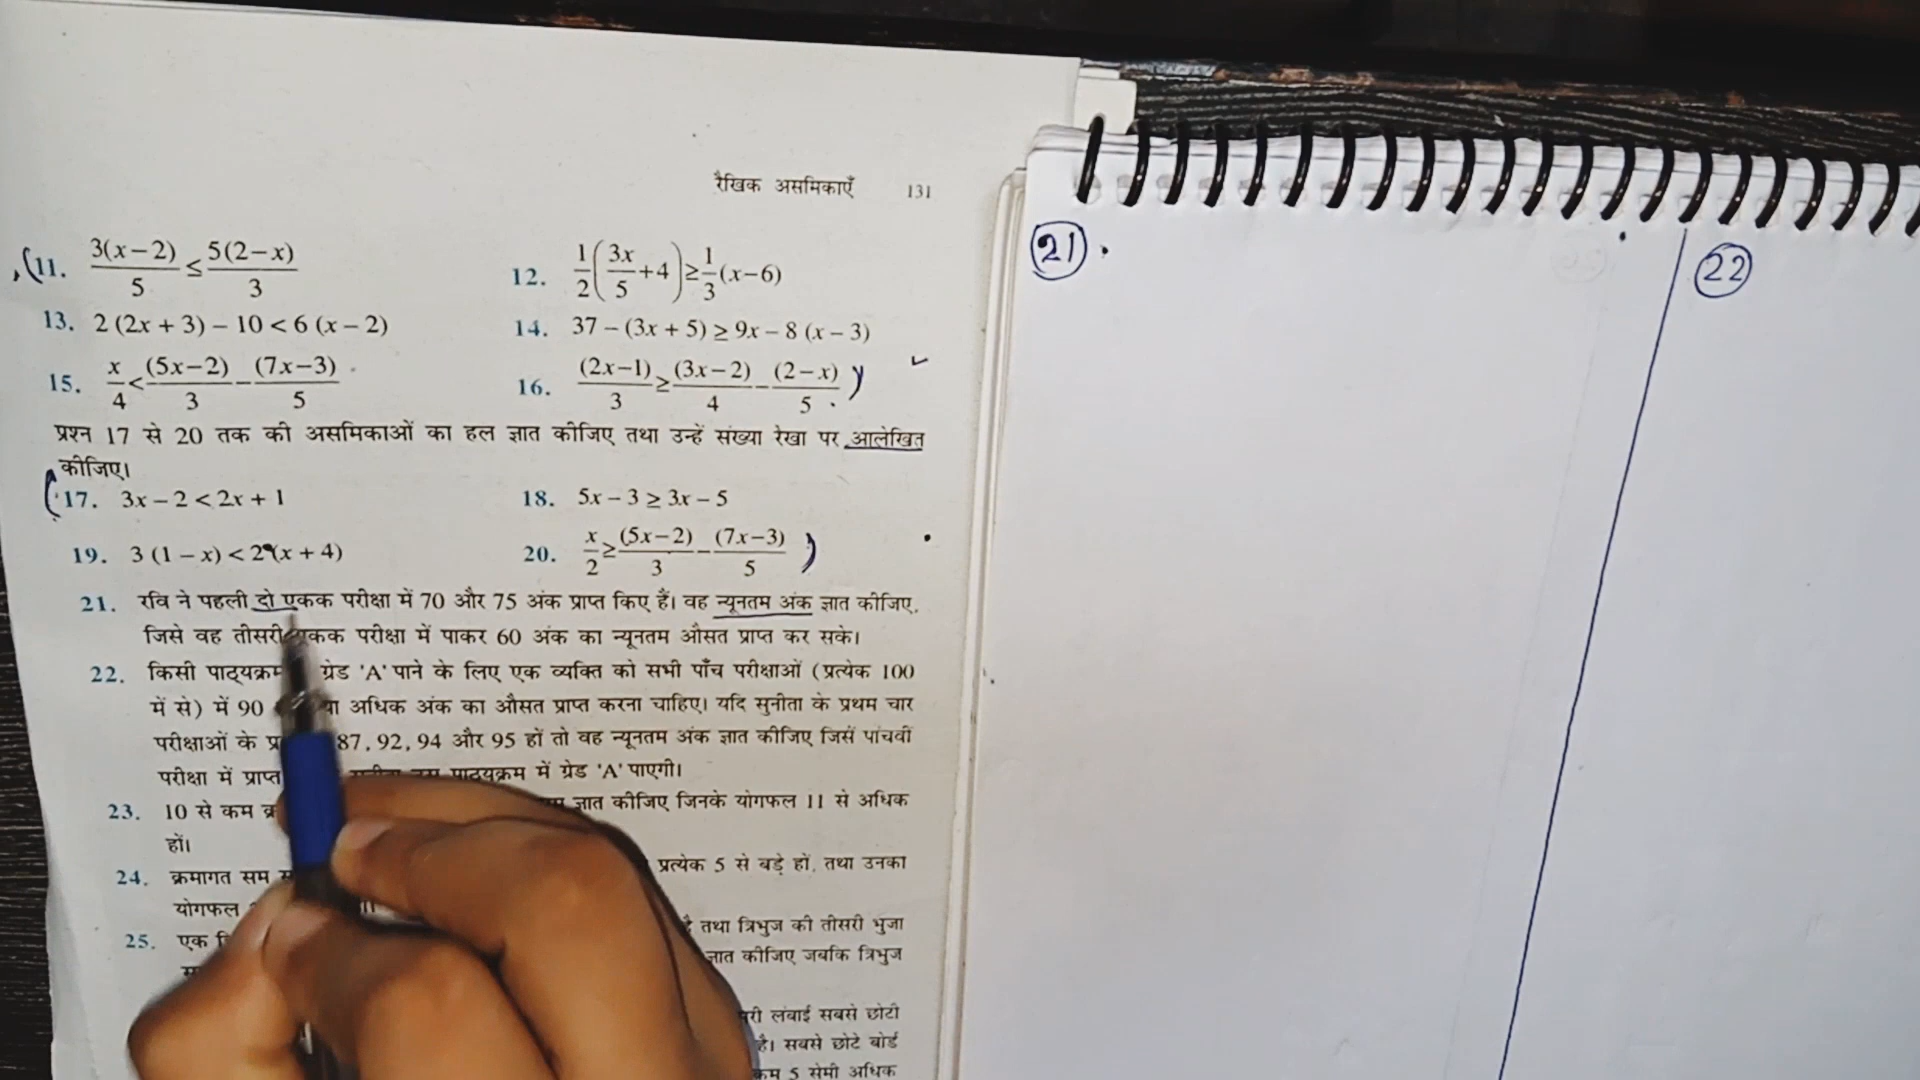 रैखिक असमिकाएँ 131
11. 3(x−2)/5 ≤ 5(2−x)/3
12. 1/2(3x/5+4) ≥ 1/3(x−6)
13. 2 (2x + 3) − 10 < 6 (x − 2)
14. 37 − (3x + 5) ≥ 9x − 8 (x − 3)
15. x/4 < (5x−2)/3 − (7x−3)/5
16. (2x−1)/3 ≥ (3x−2)/4 − (2−x)/5
प्रश्न 17 से 20 तक की असमिकाओं का हल ज्ञात कीजिए तथा उन्हें संख्या रेखा पर आलेखित
कीजिए।
17. 3x − 2 < 2x + 1
18. 5x − 3 ≥ 3x − 5
19. 3 (1 − x) < 2 (x + 4)
20. x/2 ≥ (5x−2)/3 − (7x−3)/5
21. रवि ने पहली दो एकक परीक्षा में 70 और 75 अंक प्राप्त किए हैं। वह न्यूनतम अंक ज्ञात कीजिए,
जिसे वह तीसरी एकक परीक्षा में पाकर 60 अंक का न्यूनतम औसत प्राप्त कर सके।
22. किसी पाठ्यक्रम ग्रेड 'A' पाने के लिए एक व्यक्ति को सभी पाँच परीक्षाओं (प्रत्येक 100
में से) में 90 अधिक अंक का औसत प्राप्त करना चाहिए। यदि सुनीता के प्रथम चार
परीक्षाओं के 87, 92, 94 और 95 हों तो वह न्यूनतम अंक ज्ञात कीजिए जिसें पांचवीं
परीक्षा में प्राप्त पाठ्यक्रम में ग्रेड 'A' पाएगी।
23. 10 से कम ज्ञात कीजिए जिनके योगफल 11 से अधिक
हों।
24. क्रमागत सम प्रत्येक 5 से बड़े हों, तथा उनका
योगफल
25. एक तथा त्रिभुज की तीसरी भुजा
ज्ञात कीजिए जबकि त्रिभुज
लंबाई सबसे छोटी
है। सबसे छोटे बोर्ड
कम 5 सेमी अधिक
21
22